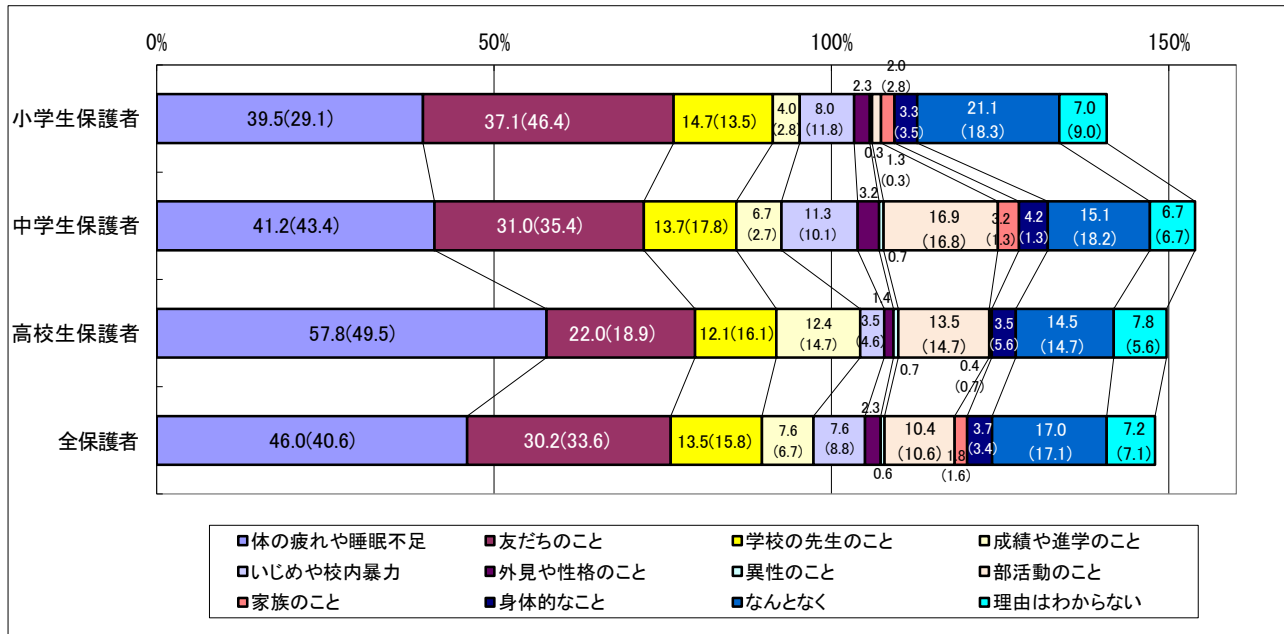 0% 50% 100% 150%
小学生保護者 39.5(29.1) 37.1(46.4) 14.7(13.5) 4.0 (2.8) 8.0 (11.8) 2.3 0.3 1.3 (0.3) 2.0 (2.8) 3.3 (3.5) 21.1 (18.3) 7.0 (9.0)
中学生保護者 41.2(43.4) 31.0(35.4) 13.7(17.8) 6.7 (2.7) 11.3 (10.1) 3.2 0.7 16.9 (16.8) 3.2 (1.3) 4.2 (1.3) 15.1 (18.2) 6.7 (6.7)
高校生保護者 57.8(49.5) 22.0(18.9) 12.1(16.1) 12.4 (14.7) 3.5 (4.6) 1.4 0.7 13.5 (14.7) 0.4 (0.7) 3.5 (5.6) 14.5 (14.7) 7.8 (5.6)
全保護者 46.0(40.6) 30.2(33.6) 13.5(15.8) 7.6 (6.7) 7.6 (8.8) 2.3 0.6 10.4 (10.6) 1.8 (1.6) 3.7 (3.4) 17.0 (17.1) 7.2 (7.1)
体の疲れや睡眠不足 友だちのこと 学校の先生のこと 成績や進学のこと
いじめや校内暴力 外見や性格のこと 異性のこと 部活動のこと
家族のこと 身体的なこと なんとなく 理由はわからない